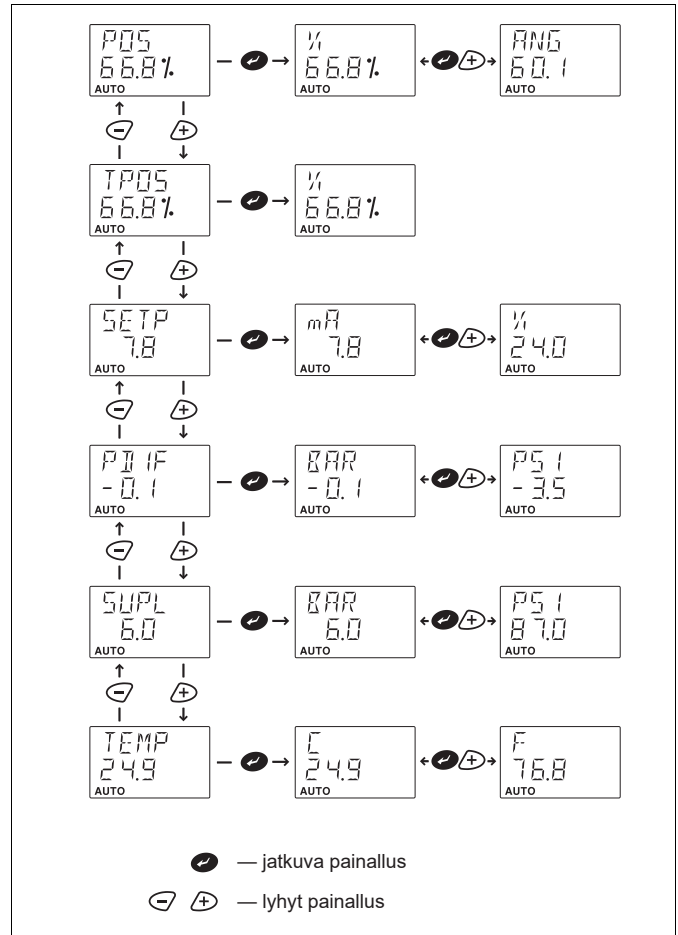 POS
66.8%
AUTO
%
66.8%
AUTO
ANG
60.1
AUTO
TPOS
66.8%
AUTO
%
66.8%
AUTO
SETP
7.8
AUTO
mA
7.8
AUTO
%
24.0
AUTO
PDIF
-0.1
AUTO
BAR
-0.1
AUTO
PSI
-3.5
AUTO
SUPL
6.0
AUTO
BAR
6.0
AUTO
PSI
87.0
AUTO
TEMP
24.9
AUTO
C
24.9
AUTO
F
76.8
AUTO
— jatkuva painallus
— lyhyt painallus